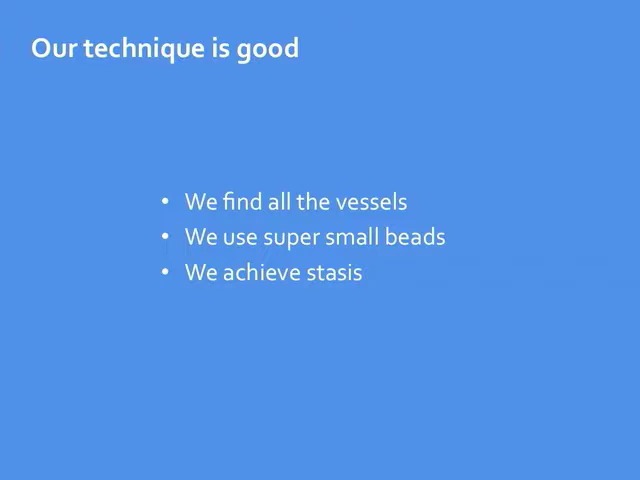 Our technique is good
• We find all the vessels
• We use super small beads
• We achieve stasis